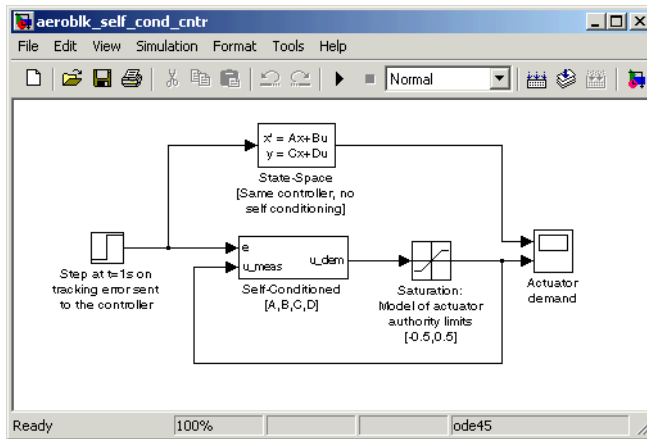 aeroblk_self_cond_cntr
File Edit View Simulation Format Tools Help
Normal
x' = Ax+Bu
y = Cx+Du
State-Space
[Same controller, no
self conditioning]
Step at t=1s on
tracking error sent
to the controller
e
u_meas
u_dem
Self-Conditioned
[A,B,C,D]
Saturation:
Model of actuator
authority limits
[-0.5,0.5]
Actuator
demand
Ready 100% ode45